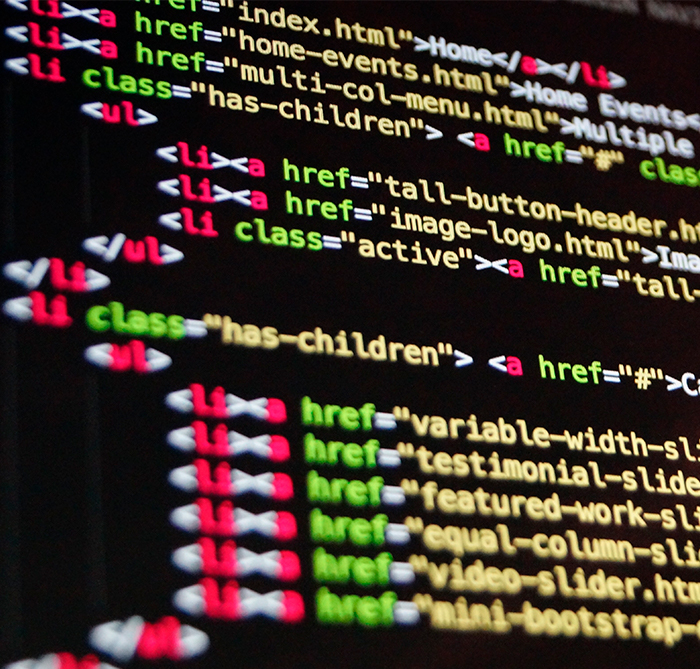 <li><a href="index.html">Home</a></li>
<li><a href="home-events.html">Home Events<
<li><a href="multi-col-menu.html">Multiple
<li class="has-children"> <a href="#" clas
<ul>
<li><a href="tall-button-header.h
<li><a href="image-logo.html">Ima
<li class="active"><a href="tall-
</ul>
</li>
<li class="has-children"> <a href="#">Ca
<ul>
<li><a href="variable-width-sli
<li><a href="testimonial-slide
<li><a href="featured-work-sli
<li><a href="equal-column-sli
<li><a href="video-slider.htm
<li><a href="mini-bootstrap-
</ul>